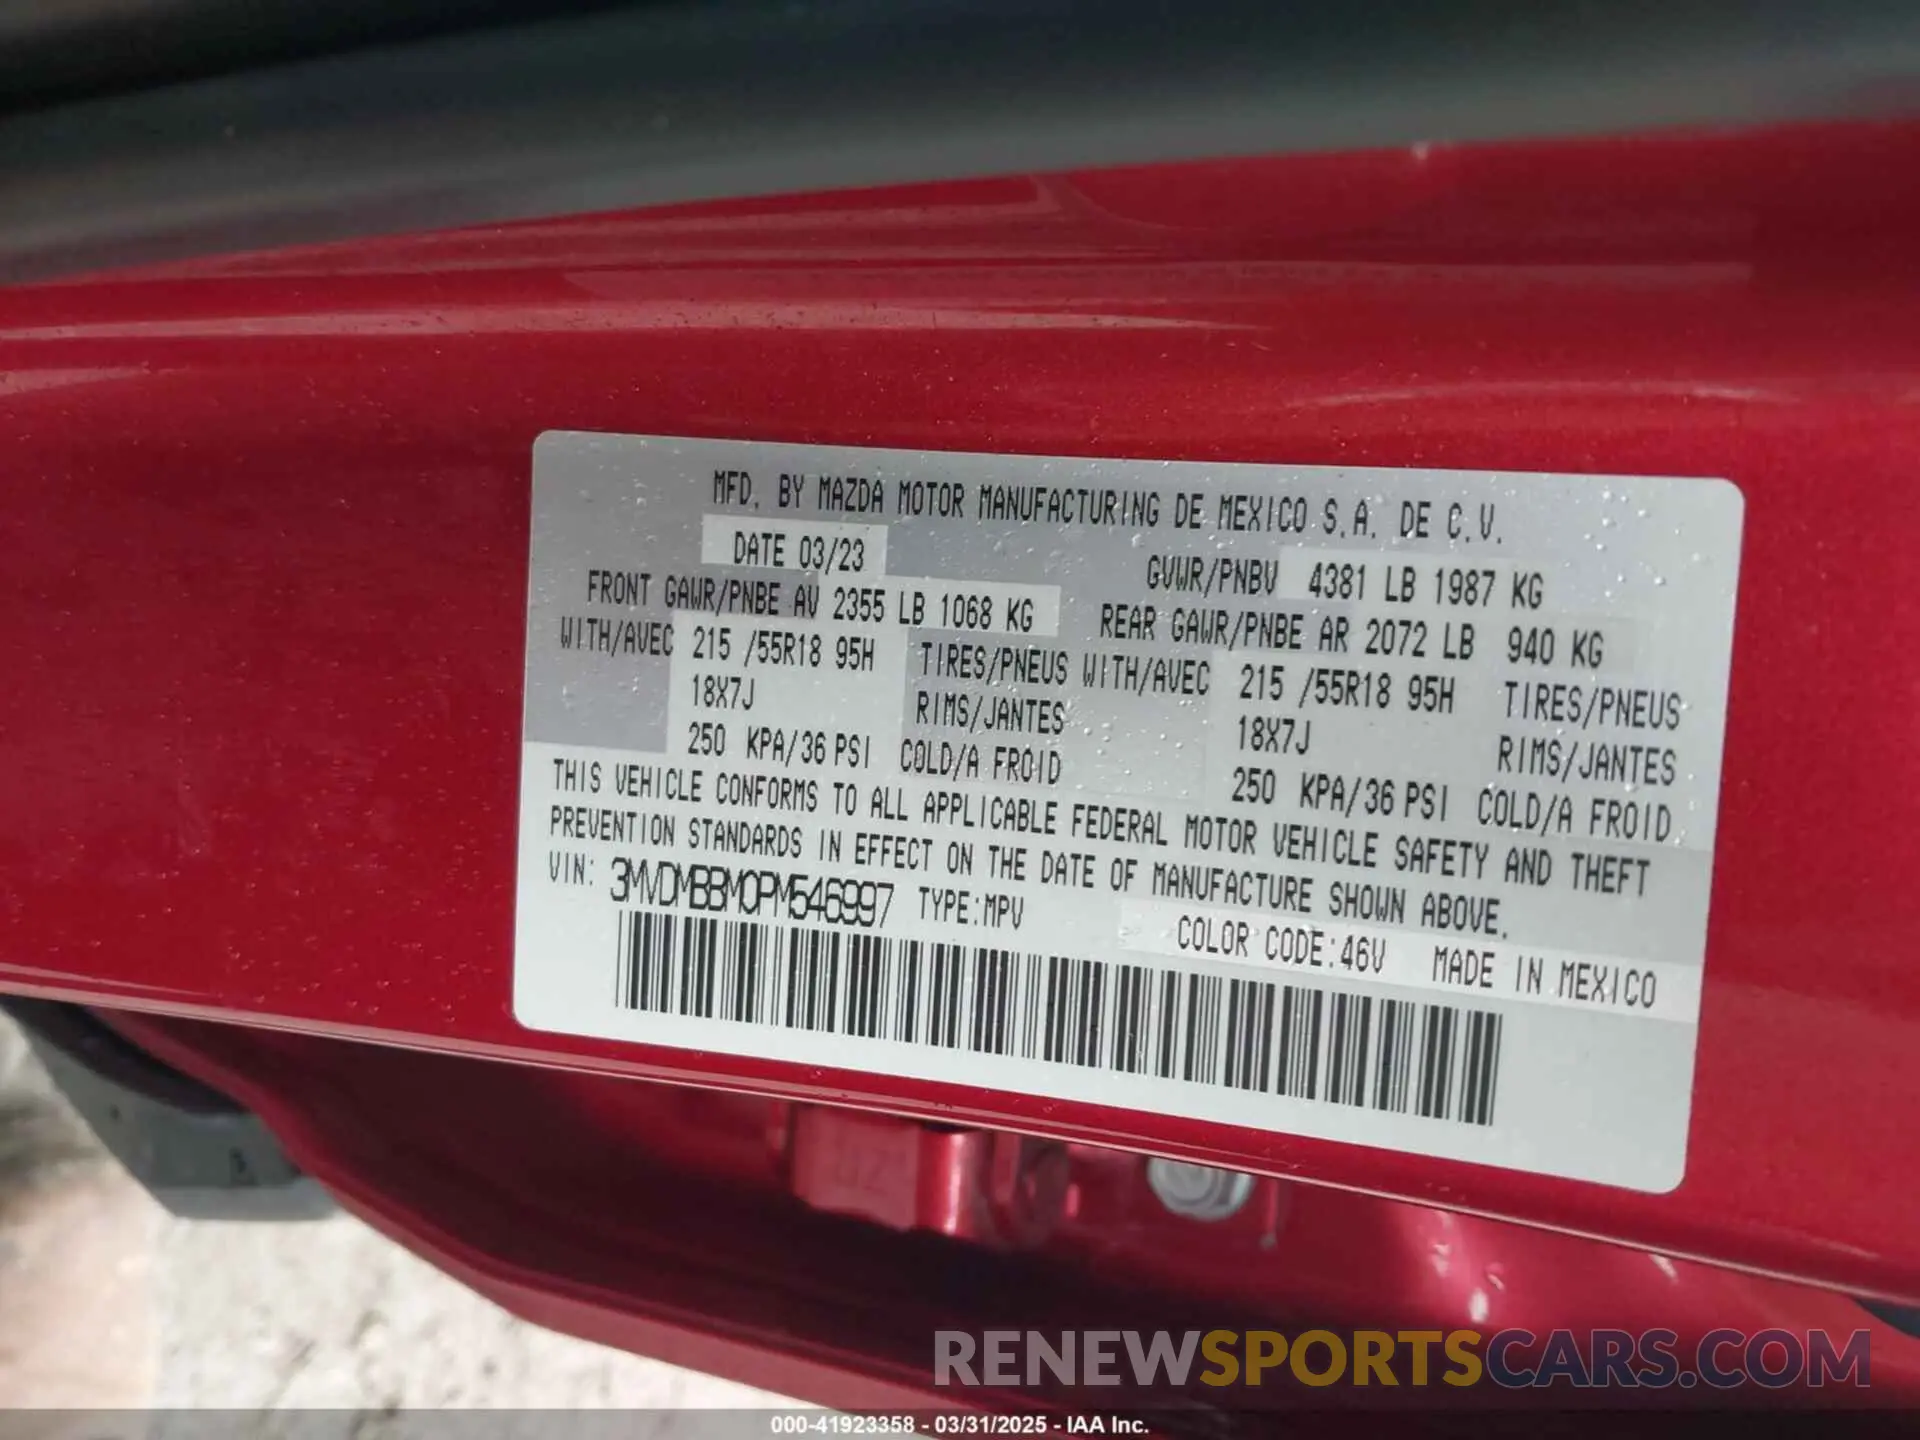 MFD. BY MAZDA MOTOR MANUFACTURING DE MEXICO S.A. DE C.V.
DATE 03/23 GVWR/PNBV 4381 LB 1987 KG
FRONT GAWR/PNBE AV 2355 LB 1068 KG REAR GAWR/PNBE AR 2072 LB 940 KG
WITH/AVEC 215 /55R18 95H TIRES/PNEUS WITH/AVEC 215 /55R18 95H TIRES/PNEUS
18X7J RIMS/JANTES 18X7J RIMS/JANTES
250 KPA/36 PSI COLD/A FROID 250 KPA/36 PSI COLD/A FROID
THIS VEHICLE CONFORMS TO ALL APPLICABLE FEDERAL MOTOR VEHICLE SAFETY AND THEFT
PREVENTION STANDARDS IN EFFECT ON THE DATE OF MANUFACTURE SHOWN ABOVE.
VIN: 3MVDMBBM0PM546997 TYPE:MPV COLOR CODE:46V MADE IN MEXICO
RENEWSPORTSCARS.COM
000-41923358 - 03/31/2025 - IAA Inc.